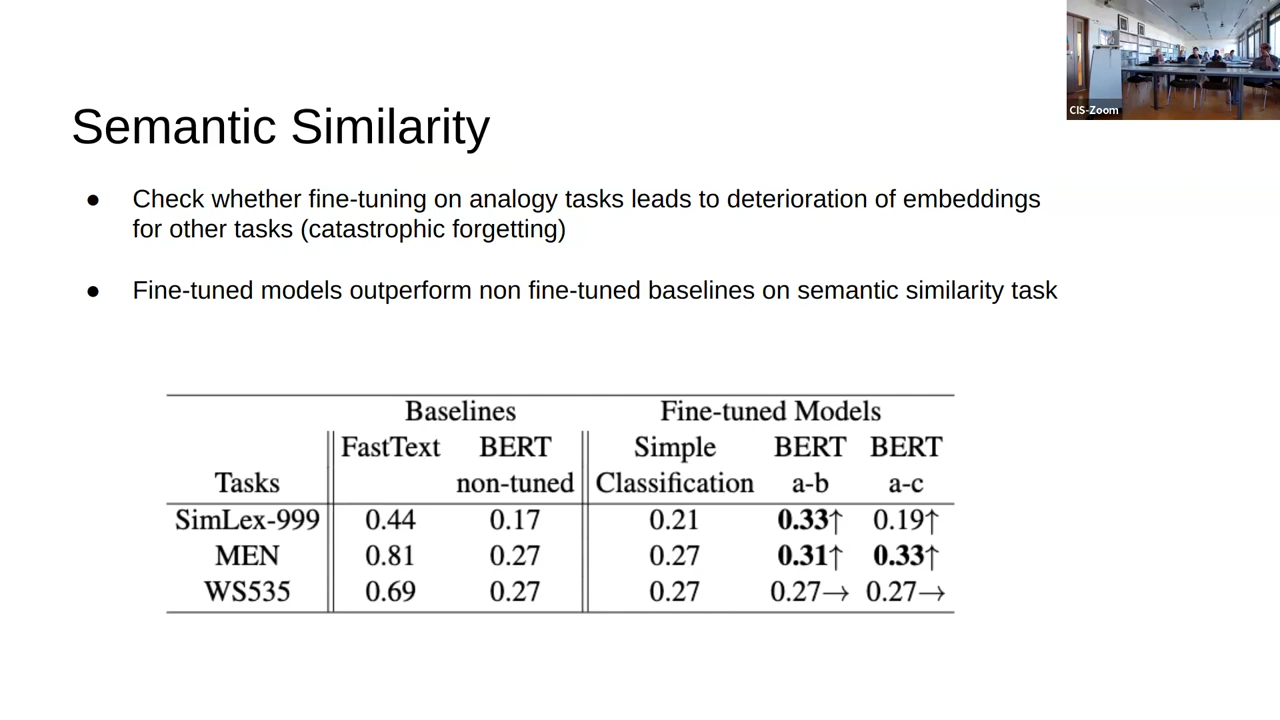 CIS-Zoom
Semantic Similarity
● Check whether fine-tuning on analogy tasks leads to deterioration of embeddings
for other tasks (catastrophic forgetting)
● Fine-tuned models outperform non fine-tuned baselines on semantic similarity task
Baselines Fine-tuned Models
FastText BERT Simple BERT BERT
Tasks non-tuned Classification a-b a-c
SimLex-999 0.44 0.17 0.21 0.33↑ 0.19↑
MEN 0.81 0.27 0.27 0.31↑ 0.33↑
WS535 0.69 0.27 0.27 0.27→ 0.27→